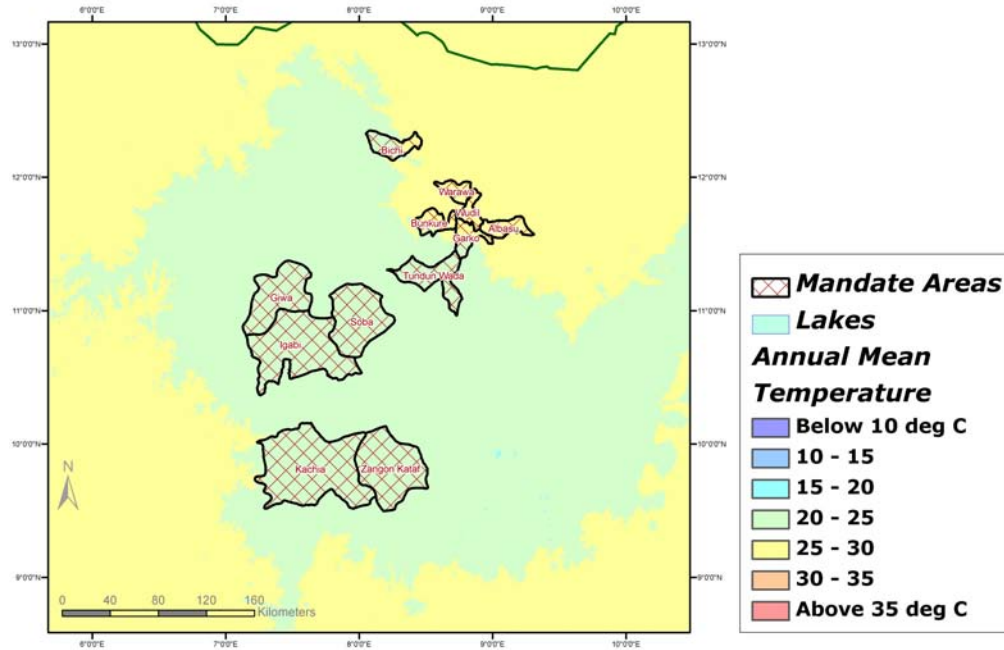 6°0'0"E 7°0'0"E 8°0'0"E 9°0'0"E 10°0'0"E
13°0'0"N 13°0'0"N
Bichi
12°0'0"N 12°0'0"N
Warawa
Wudil
Bunkure Albasu
Garko
Tundun Wada
Giwa
11°0'0"N 11°0'0"N
Soba
Igabi
10°0'0"N 10°0'0"N
Kachia Zangon Kataf
N
9°0'0"N 9°0'0"N
0 40 80 120 160
Kilometers
6°0'0"E 7°0'0"E 8°0'0"E 9°0'0"E 10°0'0"E
Mandate Areas
Lakes
Annual Mean
Temperature
Below 10 deg C
10 - 15
15 - 20
20 - 25
25 - 30
30 - 35
Above 35 deg C